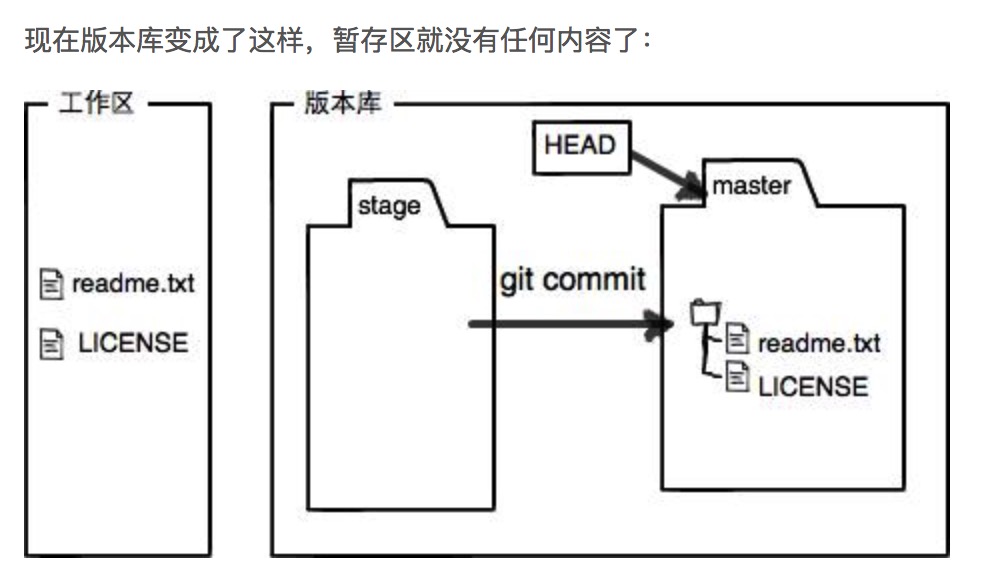 现在版本库变成了这样，暂存区就没有任何内容了：
工作区
版本库
HEAD
master
stage
git commit
readme.txt
LICENSE
readme.txt
LICENSE